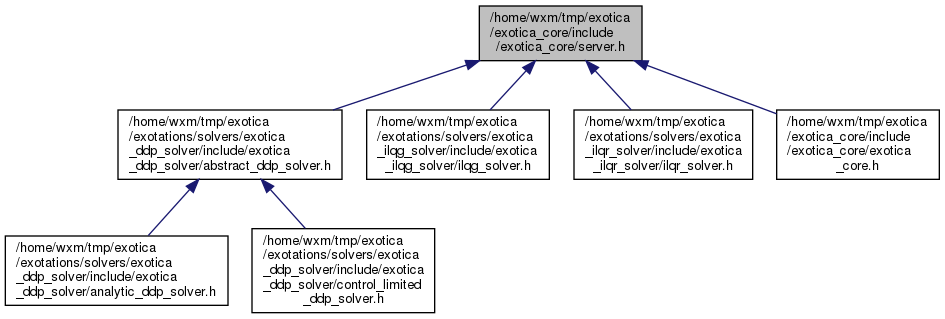 /home/wxm/tmp/exotica
/exotica_core/include
/exotica_core/server.h
/home/wxm/tmp/exotica
/exotations/solvers/exotica
_ddp_solver/include/exotica
_ddp_solver/abstract_ddp_solver.h
/home/wxm/tmp/exotica
/exotations/solvers/exotica
_ilqg_solver/include/exotica
_ilqg_solver/ilqg_solver.h
/home/wxm/tmp/exotica
/exotations/solvers/exotica
_ilqr_solver/include/exotica
_ilqr_solver/ilqr_solver.h
/home/wxm/tmp/exotica
/exotica_core/include
/exotica_core/exotica
_core.h
/home/wxm/tmp/exotica
/exotations/solvers/exotica
_ddp_solver/include/exotica
_ddp_solver/analytic_ddp_solver.h
/home/wxm/tmp/exotica
/exotations/solvers/exotica
_ddp_solver/include/exotica
_ddp_solver/control_limited
_ddp_solver.h